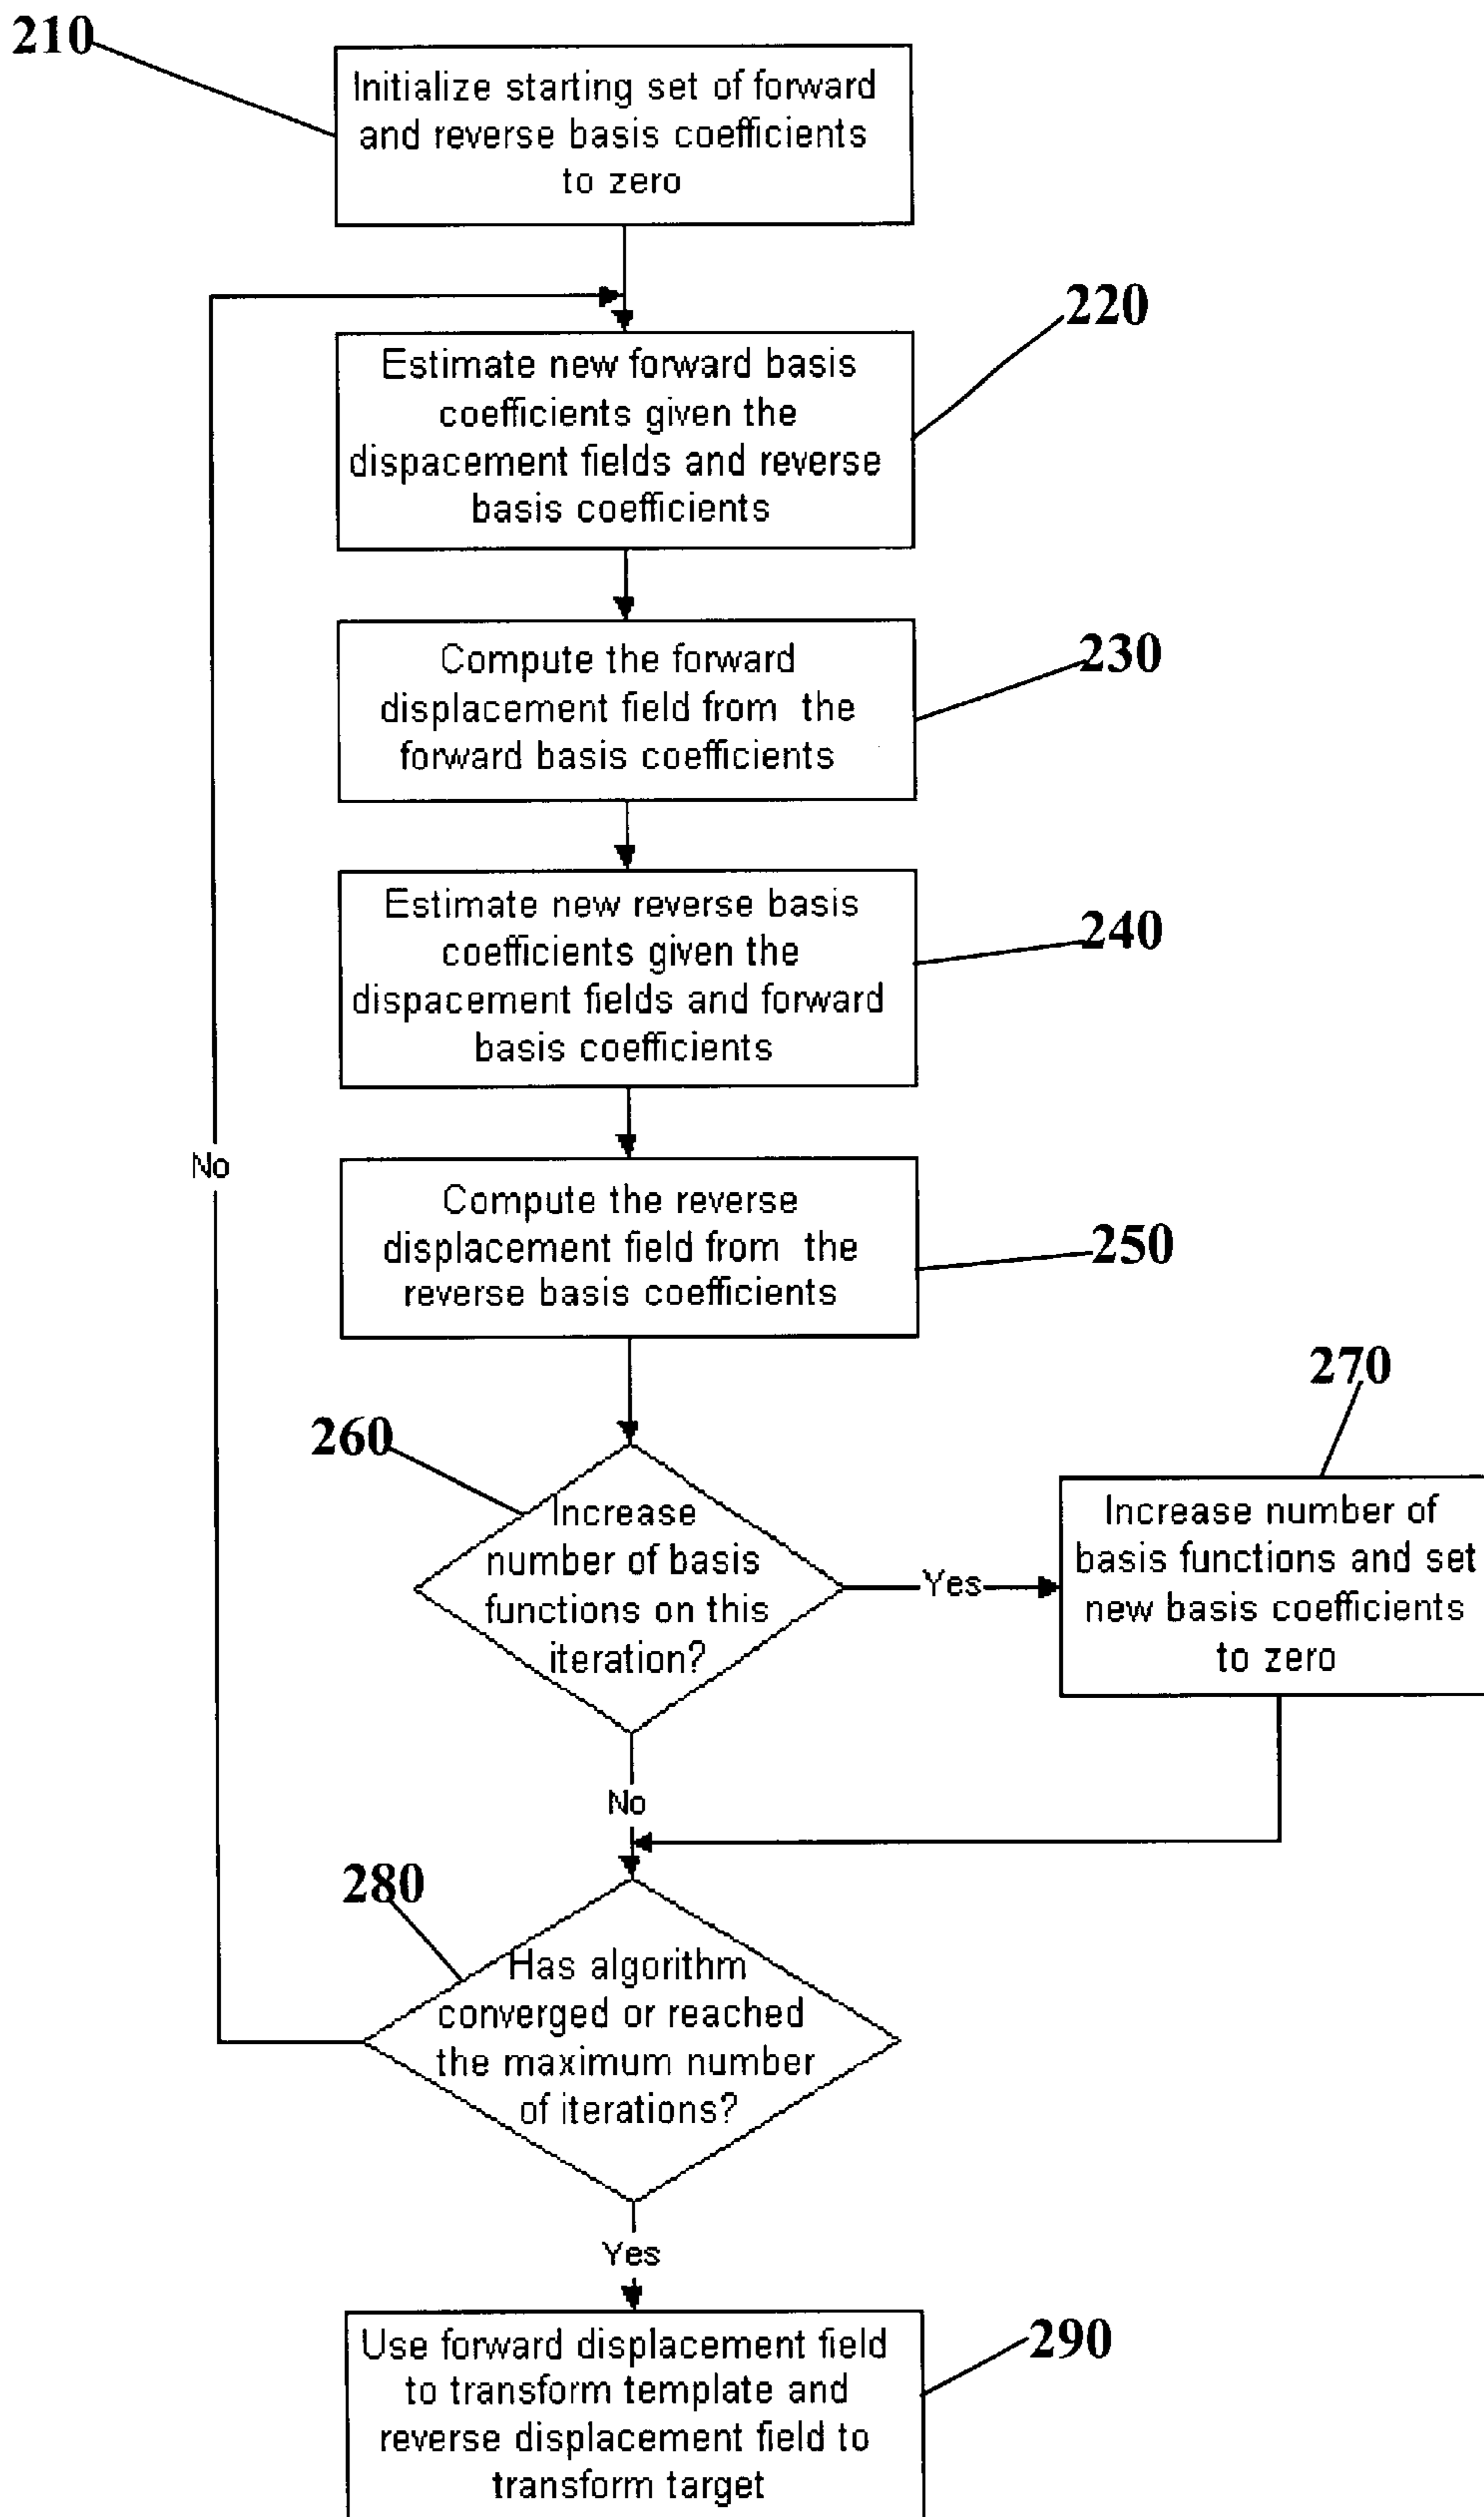 210
Initialize starting set of forward
and reverse basis coefficients
to zero
220
Estimate new forward basis
coefficients given the
dispacement fields and reverse
basis coefficients
230
Compute the forward
displacement field from the
forward basis coefficients
240
Estimate new reverse basis
coefficients given the
dispacement fields and forward
basis coefficients
No
250
Compute the reverse
displacement field from the
reverse basis coefficients
260
Increase
number of basis
functions on this
iteration?
Yes
270
Increase number of
basis functions and set
new basis coefficients
to zero
No
280
Has algorithm
converged or reached
the maximum number
of iterations?
Yes
290
Use forward displacement field
to transform template and
reverse displacement field to
transform target